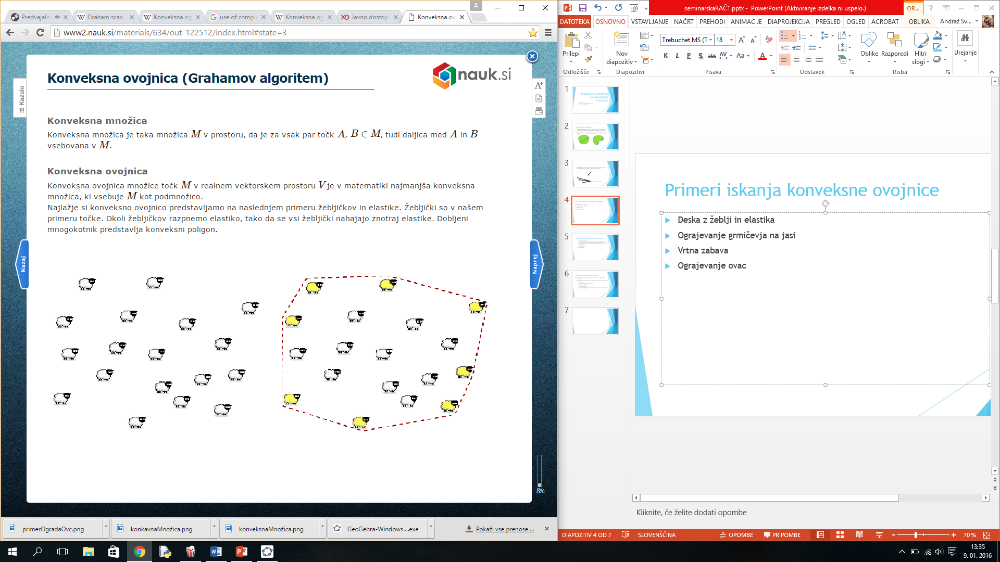 Predvajaln
Graham scan
Konveksna og
use of comple
Konveksna og
Javno dostop
Konveksna ov
www2.nauk.si/materials/634/out-122512/index.html#state=3
Kazalo
Konveksna ovojnica (Grahamov algoritem)
nauk.si
A+
Konveksna množica
Konveksna množica je taka množica M v prostoru, da je za vsak par točk A, B ∈ M, tudi daljica med A in B
vsebovana v M.
Konveksna ovojnica
Konveksna ovojnica množice točk M v realnem vektorskem prostoru V je v matematiki najmanjša konveksna
množica, ki vsebuje M kot podmnožico.
Najlažje si konveksno ovojnico predstavljamo na naslednjem primeru žebljičkov in elastike. Žebljički so v našem
primeru točke. Okoli žebljičkov razpnemo elastiko, tako da se vsi žebljički nahajajo znotraj elastike. Dobljeni
mnogokotnik predstavlja konveksni poligon.
Nazaj
Naprej
8%
primerOgradaOvc.png
konkavnaMnožica.png
konveksnaMnožica.png
GeoGebra-Windows....exe
Pokaži vse prenose ...
seminarskaRAČ1.pptx - PowerPoint (Aktiviranje izdelka ni uspelo.)
OR...
DATOTEKA OSNOVNO VSTAVLJANJE NAČRT PREHODI ANIMACIJE DIAPROJEKCIJA PREGLED OGLED ACROBAT OBLIKA Andraž Sv...
Prilepi
Nov
diapozitiv
Trebuchet MS (T 18
K L P S abc AV Aa A
Oblike
Razporedi
Hitri
slogi
Urejanje
Odložišče
Diapozitivi
Pisava
Odstavek
Risba
1
GRAHAMOV ALGORITEM
ZA KONVEKSNO
OVOJNICO
2
3
4
5
6
7
Primeri iskanja konveksne ovojnice
Deska z žeblji in elastika
Ograjevanje grmičevja na jasi
Vrtna zabava
Ograjevanje ovac
Kliknite, če želite dodati opombe
DIAPOZITIV 4 OD 7
SLOVENŠČINA
OPOMBE
PRIPOMBE
70 %
13:35
9. 01. 2016